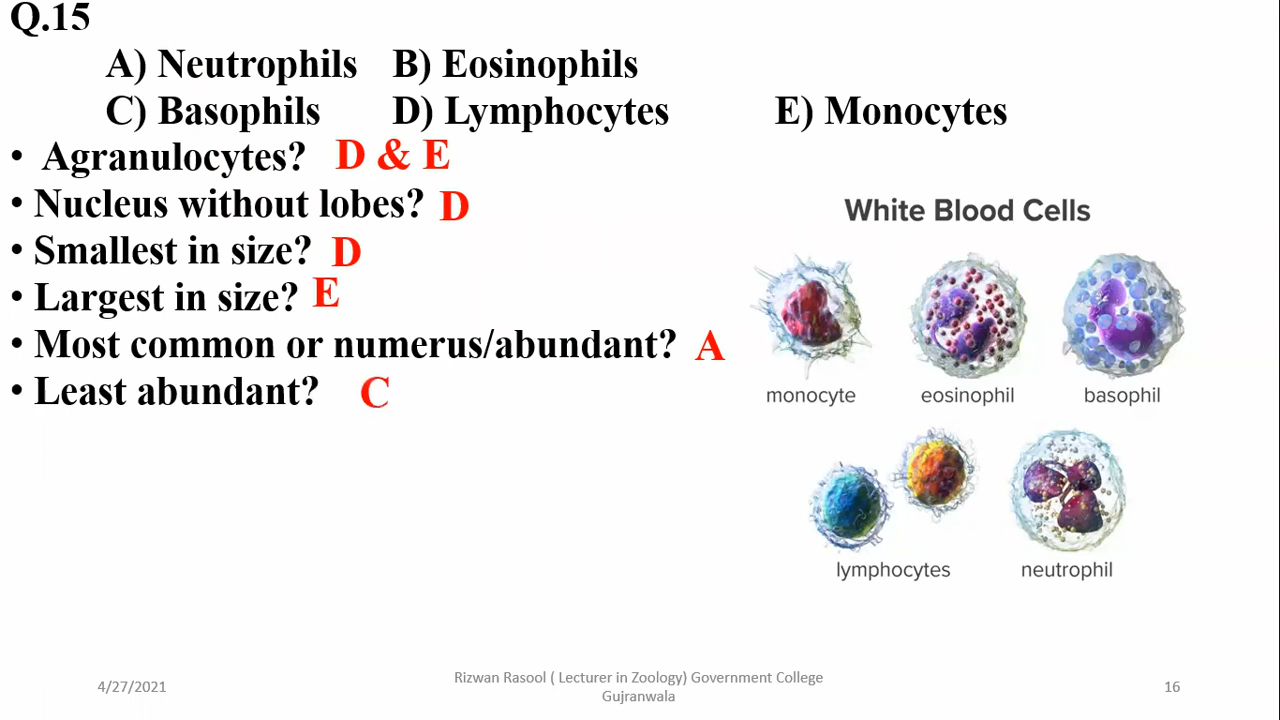 Q.15
A) Neutrophils B) Eosinophils
C) Basophils D) Lymphocytes E) Monocytes
• Agranulocytes? D & E
• Nucleus without lobes? D
• Smallest in size? D
• Largest in size? E
• Most common or numerus/abundant? A
• Least abundant? C
White Blood Cells
monocyte eosinophil basophil
lymphocytes neutrophil
4/27/2021
Rizwan Rasool ( Lecturer in Zoology) Government College
Gujranwala
16